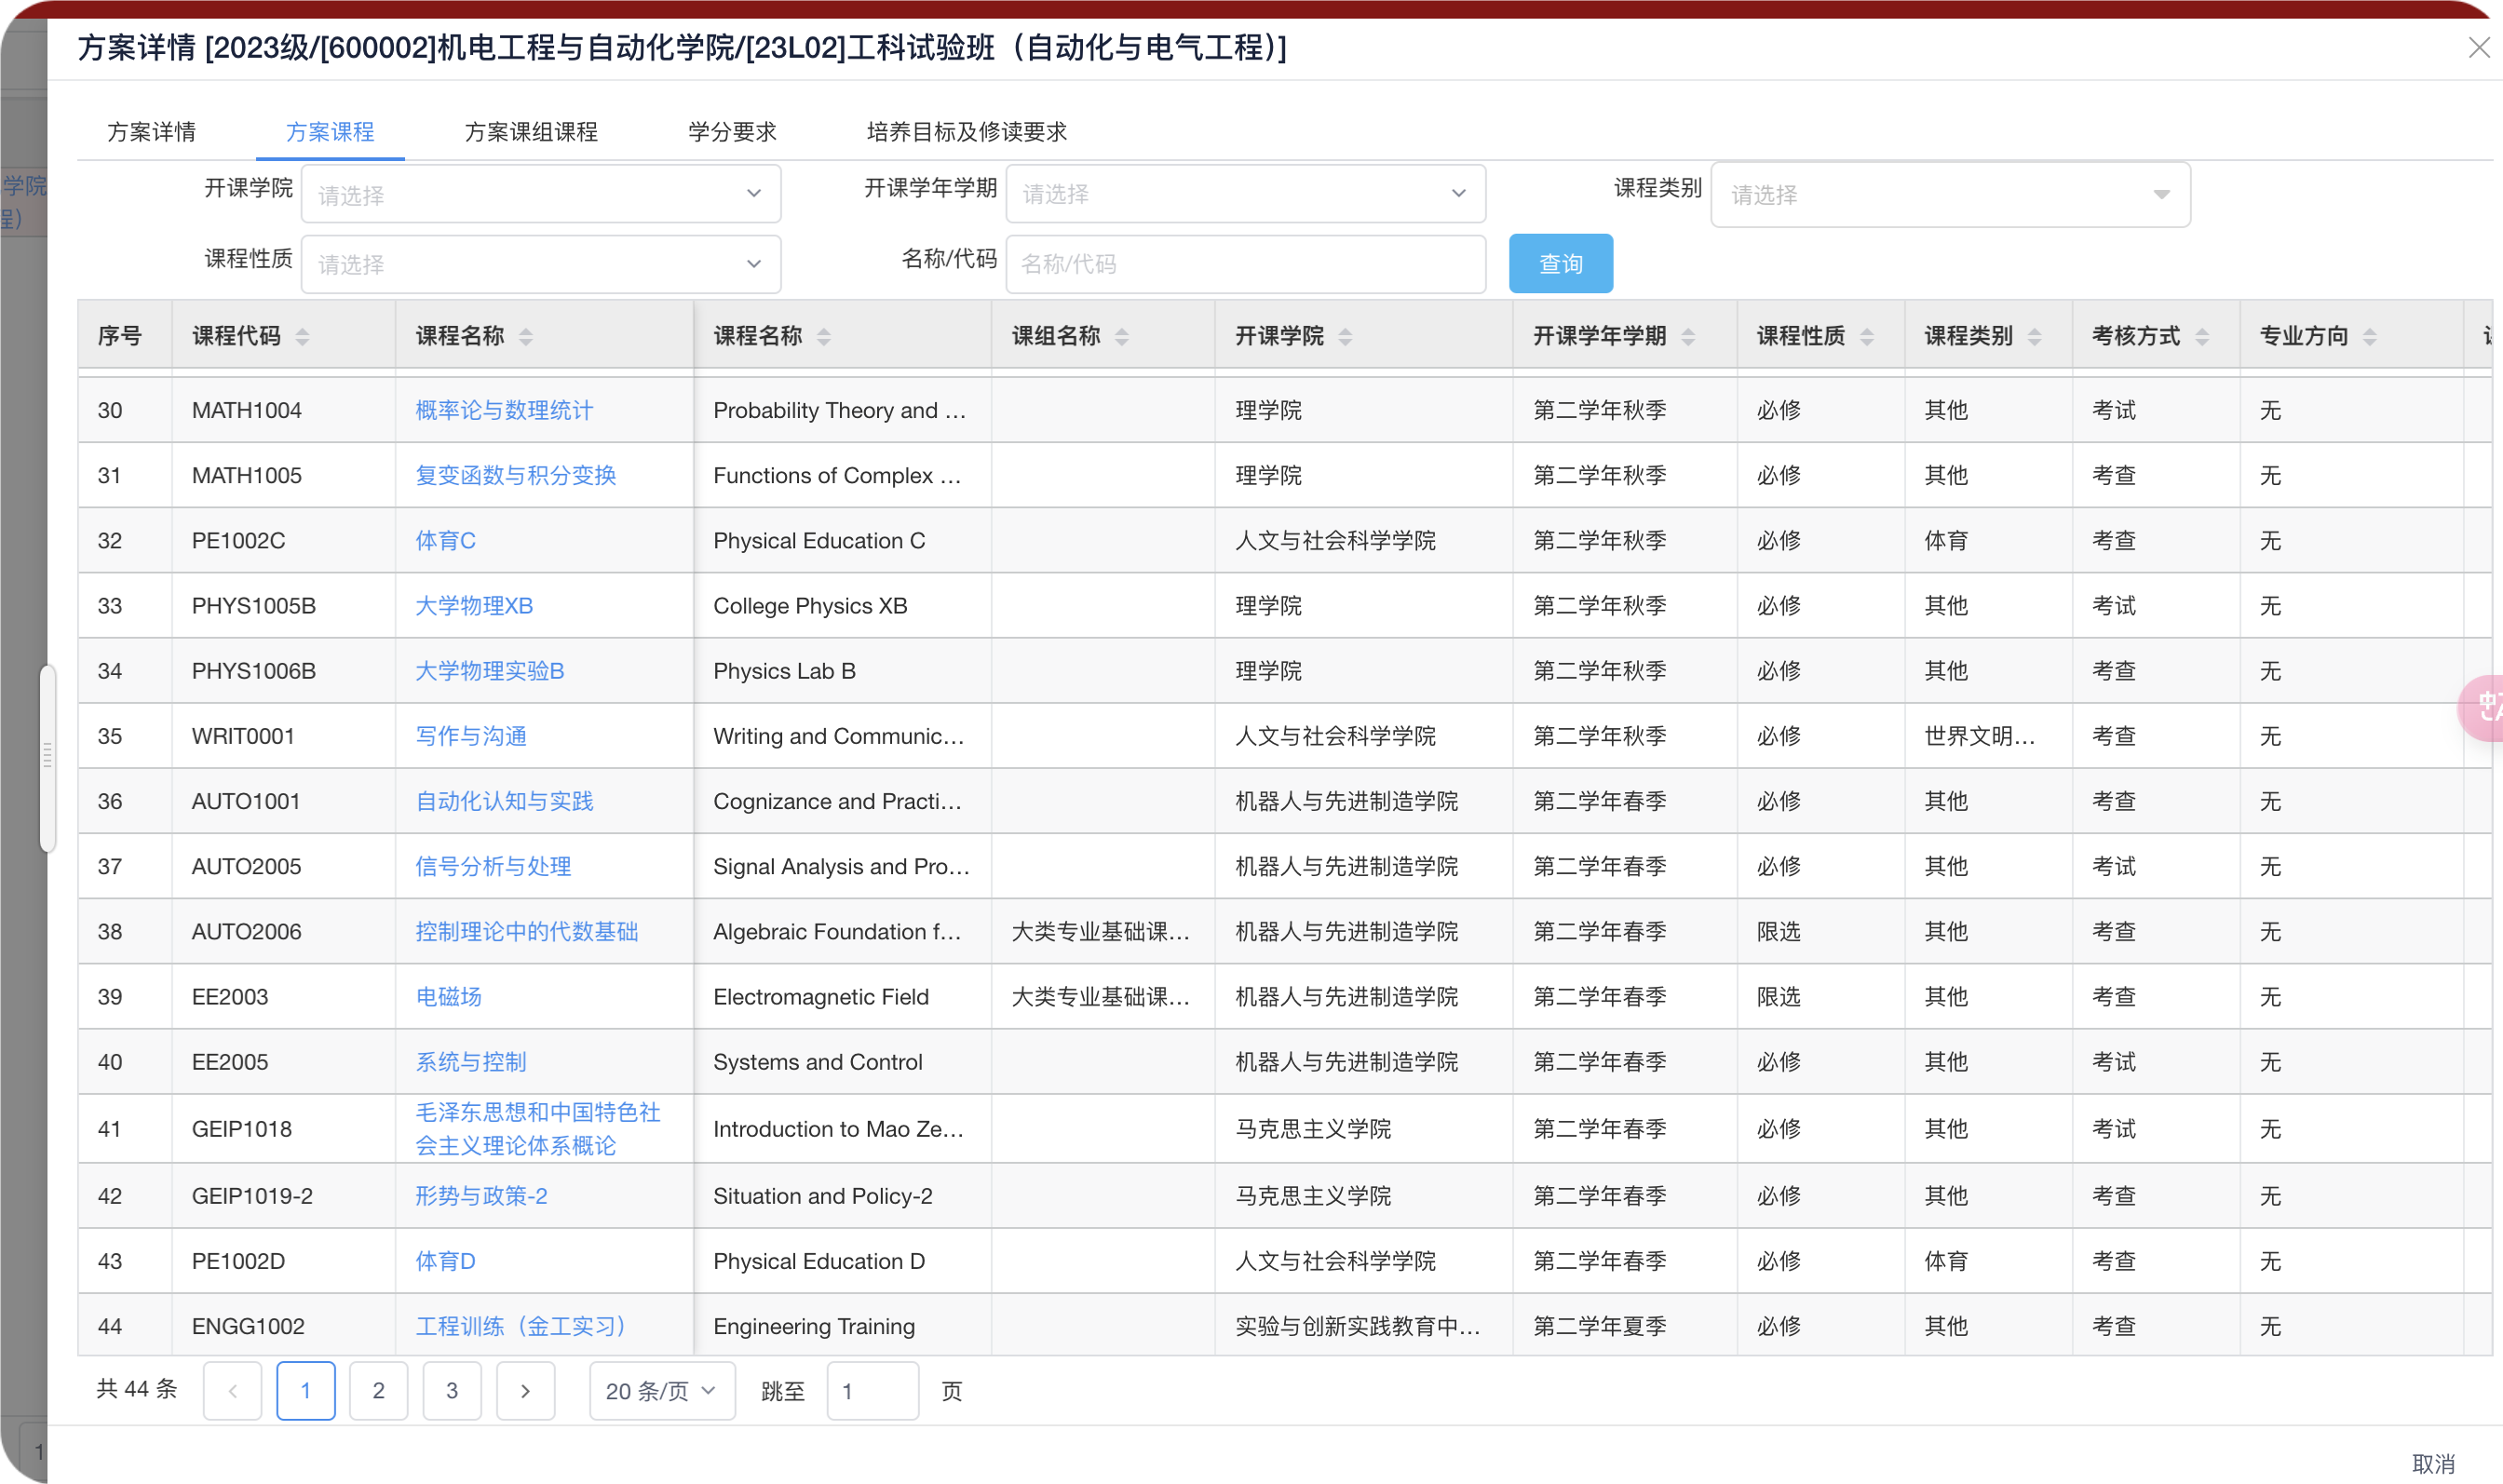 方案详情 [2023级/[600002]机电工程与自动化学院/[23L02]工科试验班（自动化与电气工程）]
方案详情 方案课程 方案课组课程 学分要求 培养目标及修读要求
学院
程）
开课学院 请选择 开课学年学期 请选择 课程类别 请选择
课程性质 请选择 名称/代码 名称/代码 查询
序号 课程代码 课程名称 课程名称 课组名称 开课学院 开课学年学期 课程性质 课程类别 考核方式 专业方向
30 MATH1004 概率论与数理统计 Probability Theory and ... 理学院 第二学年秋季 必修 其他 考试 无
31 MATH1005 复变函数与积分变换 Functions of Complex ... 理学院 第二学年秋季 必修 其他 考查 无
32 PE1002C 体育C Physical Education C 人文与社会科学学院 第二学年秋季 必修 体育 考查 无
33 PHYS1005B 大学物理XB College Physics XB 理学院 第二学年秋季 必修 其他 考试 无
34 PHYS1006B 大学物理实验B Physics Lab B 理学院 第二学年秋季 必修 其他 考查 无
35 WRIT0001 写作与沟通 Writing and Communic... 人文与社会科学学院 第二学年秋季 必修 世界文明... 考查 无
36 AUTO1001 自动化认知与实践 Cognizance and Practi... 机器人与先进制造学院 第二学年春季 必修 其他 考查 无
37 AUTO2005 信号分析与处理 Signal Analysis and Pro... 机器人与先进制造学院 第二学年春季 必修 其他 考试 无
38 AUTO2006 控制理论中的代数基础 Algebraic Foundation f... 大类专业基础课... 机器人与先进制造学院 第二学年春季 限选 其他 考查 无
39 EE2003 电磁场 Electromagnetic Field 大类专业基础课... 机器人与先进制造学院 第二学年春季 限选 其他 考查 无
40 EE2005 系统与控制 Systems and Control 机器人与先进制造学院 第二学年春季 必修 其他 考试 无
41 GEIP1018 毛泽东思想和中国特色社 Introduction to Mao Ze... 马克思主义学院 第二学年春季 必修 其他 考试 无
会主义理论体系概论
42 GEIP1019-2 形势与政策-2 Situation and Policy-2 马克思主义学院 第二学年春季 必修 其他 考查 无
43 PE1002D 体育D Physical Education D 人文与社会科学学院 第二学年春季 必修 体育 考查 无
44 ENGG1002 工程训练（金工实习） Engineering Training 实验与创新实践教育中... 第二学年夏季 必修 其他 考查 无
共 44 条 1 2 3 20 条/页 跳至 1 页
1
取消